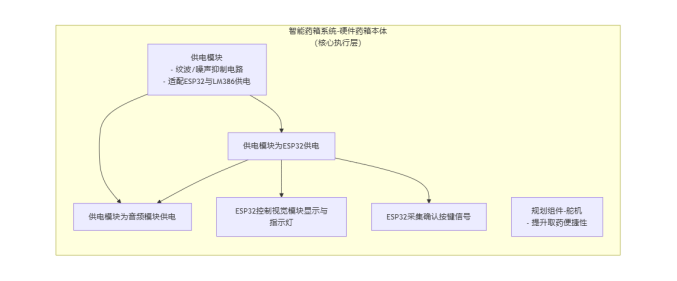 智能药箱系统-硬件药箱本体
(核心执行层)
供电模块
- 纹波/噪声抑制电路
- 适配ESP32与LM386供电
供电模块为ESP32供电
供电模块为音频模块供电
ESP32控制视觉模块显示与
指示灯
ESP32采集确认按键信号
规划组件-舵机
- 提升取药便捷性